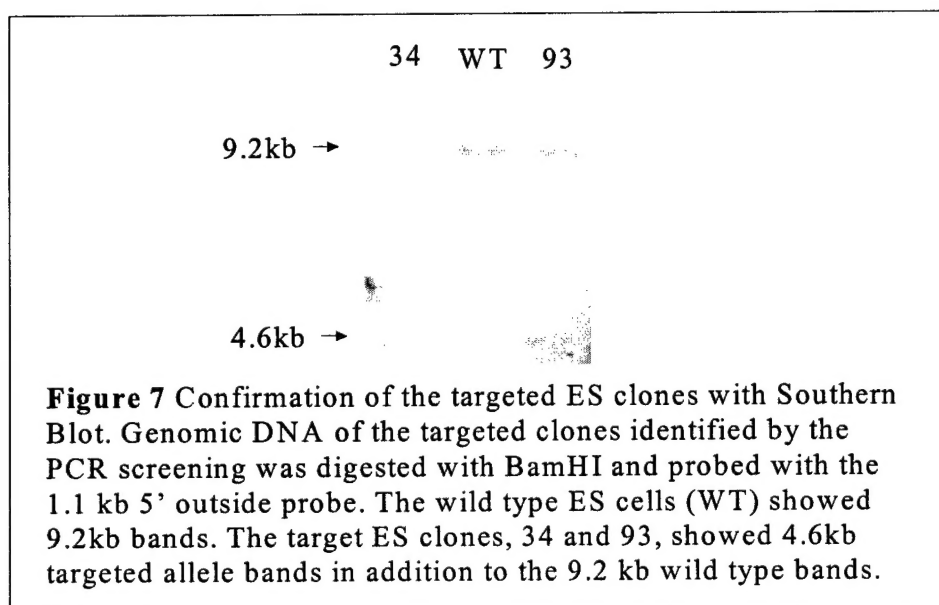 34 WT 93
9.2kb →
4.6kb →
Figure 7 Confirmation of the targeted ES clones with Southern
Blot. Genomic DNA of the targeted clones identified by the
PCR screening was digested with BamHI and probed with the
1.1 kb 5’ outside probe. The wild type ES cells (WT) showed
9.2kb bands. The target ES clones, 34 and 93, showed 4.6kb
targeted allele bands in addition to the 9.2 kb wild type bands.